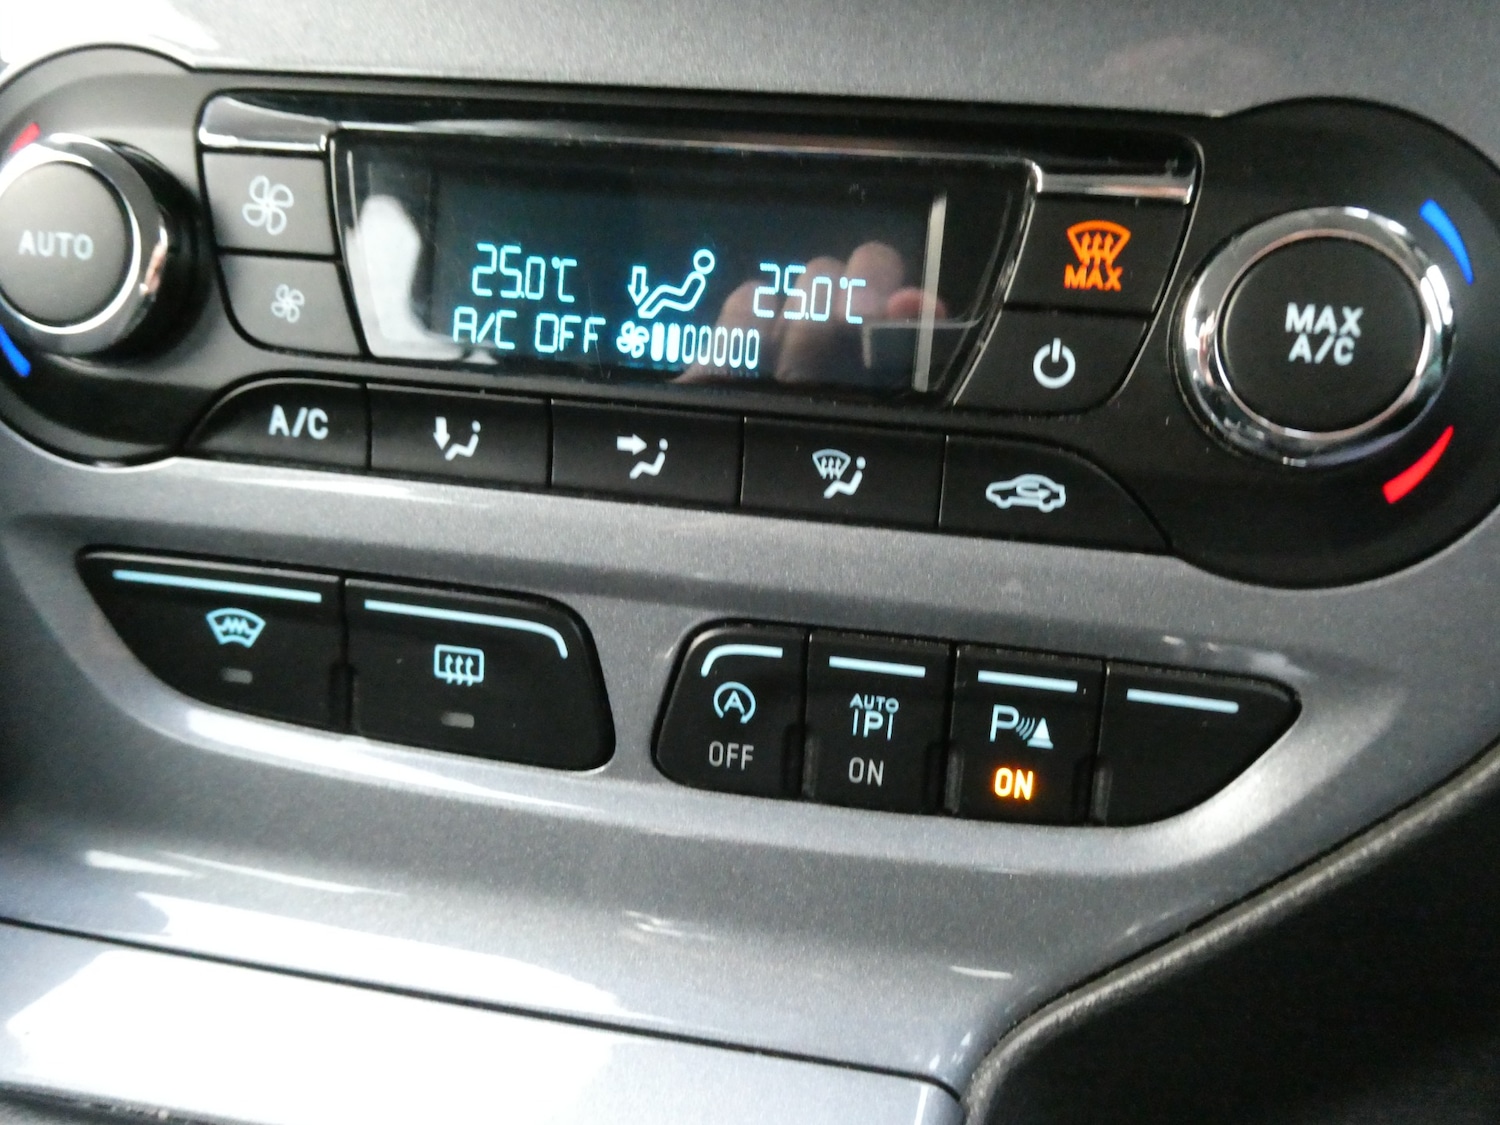 AUTO
25.0°C 25.0°C
A/C OFF
MAX
MAX
A/C
A/C
A
OFF
AUTO
P
ON
P
ON